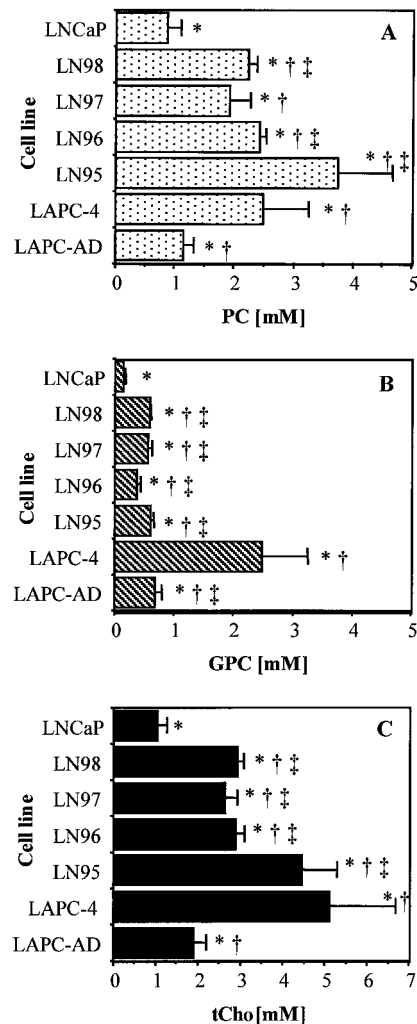 A
Cell line
LNCaP *
LN98 * † ‡
LN97 * †
LN96 * † ‡
LN95 * † ‡
LAPC-4 * †
LAPC-AD * †
0 1 2 3 4 5
PC [mM]
B
Cell line
LNCaP *
LN98 * † ‡
LN97 * † ‡
LN96 * † ‡
LN95 * † ‡
LAPC-4 * †
LAPC-AD * † ‡
0 1 2 3 4 5
GPC [mM]
C
Cell line
LNCaP *
LN98 * † ‡
LN97 * † ‡
LN96 * † ‡
LN95 * † ‡
LAPC-4 * †
LAPC-AD * †
0 1 2 3 4 5 6 7
tCho [mM]